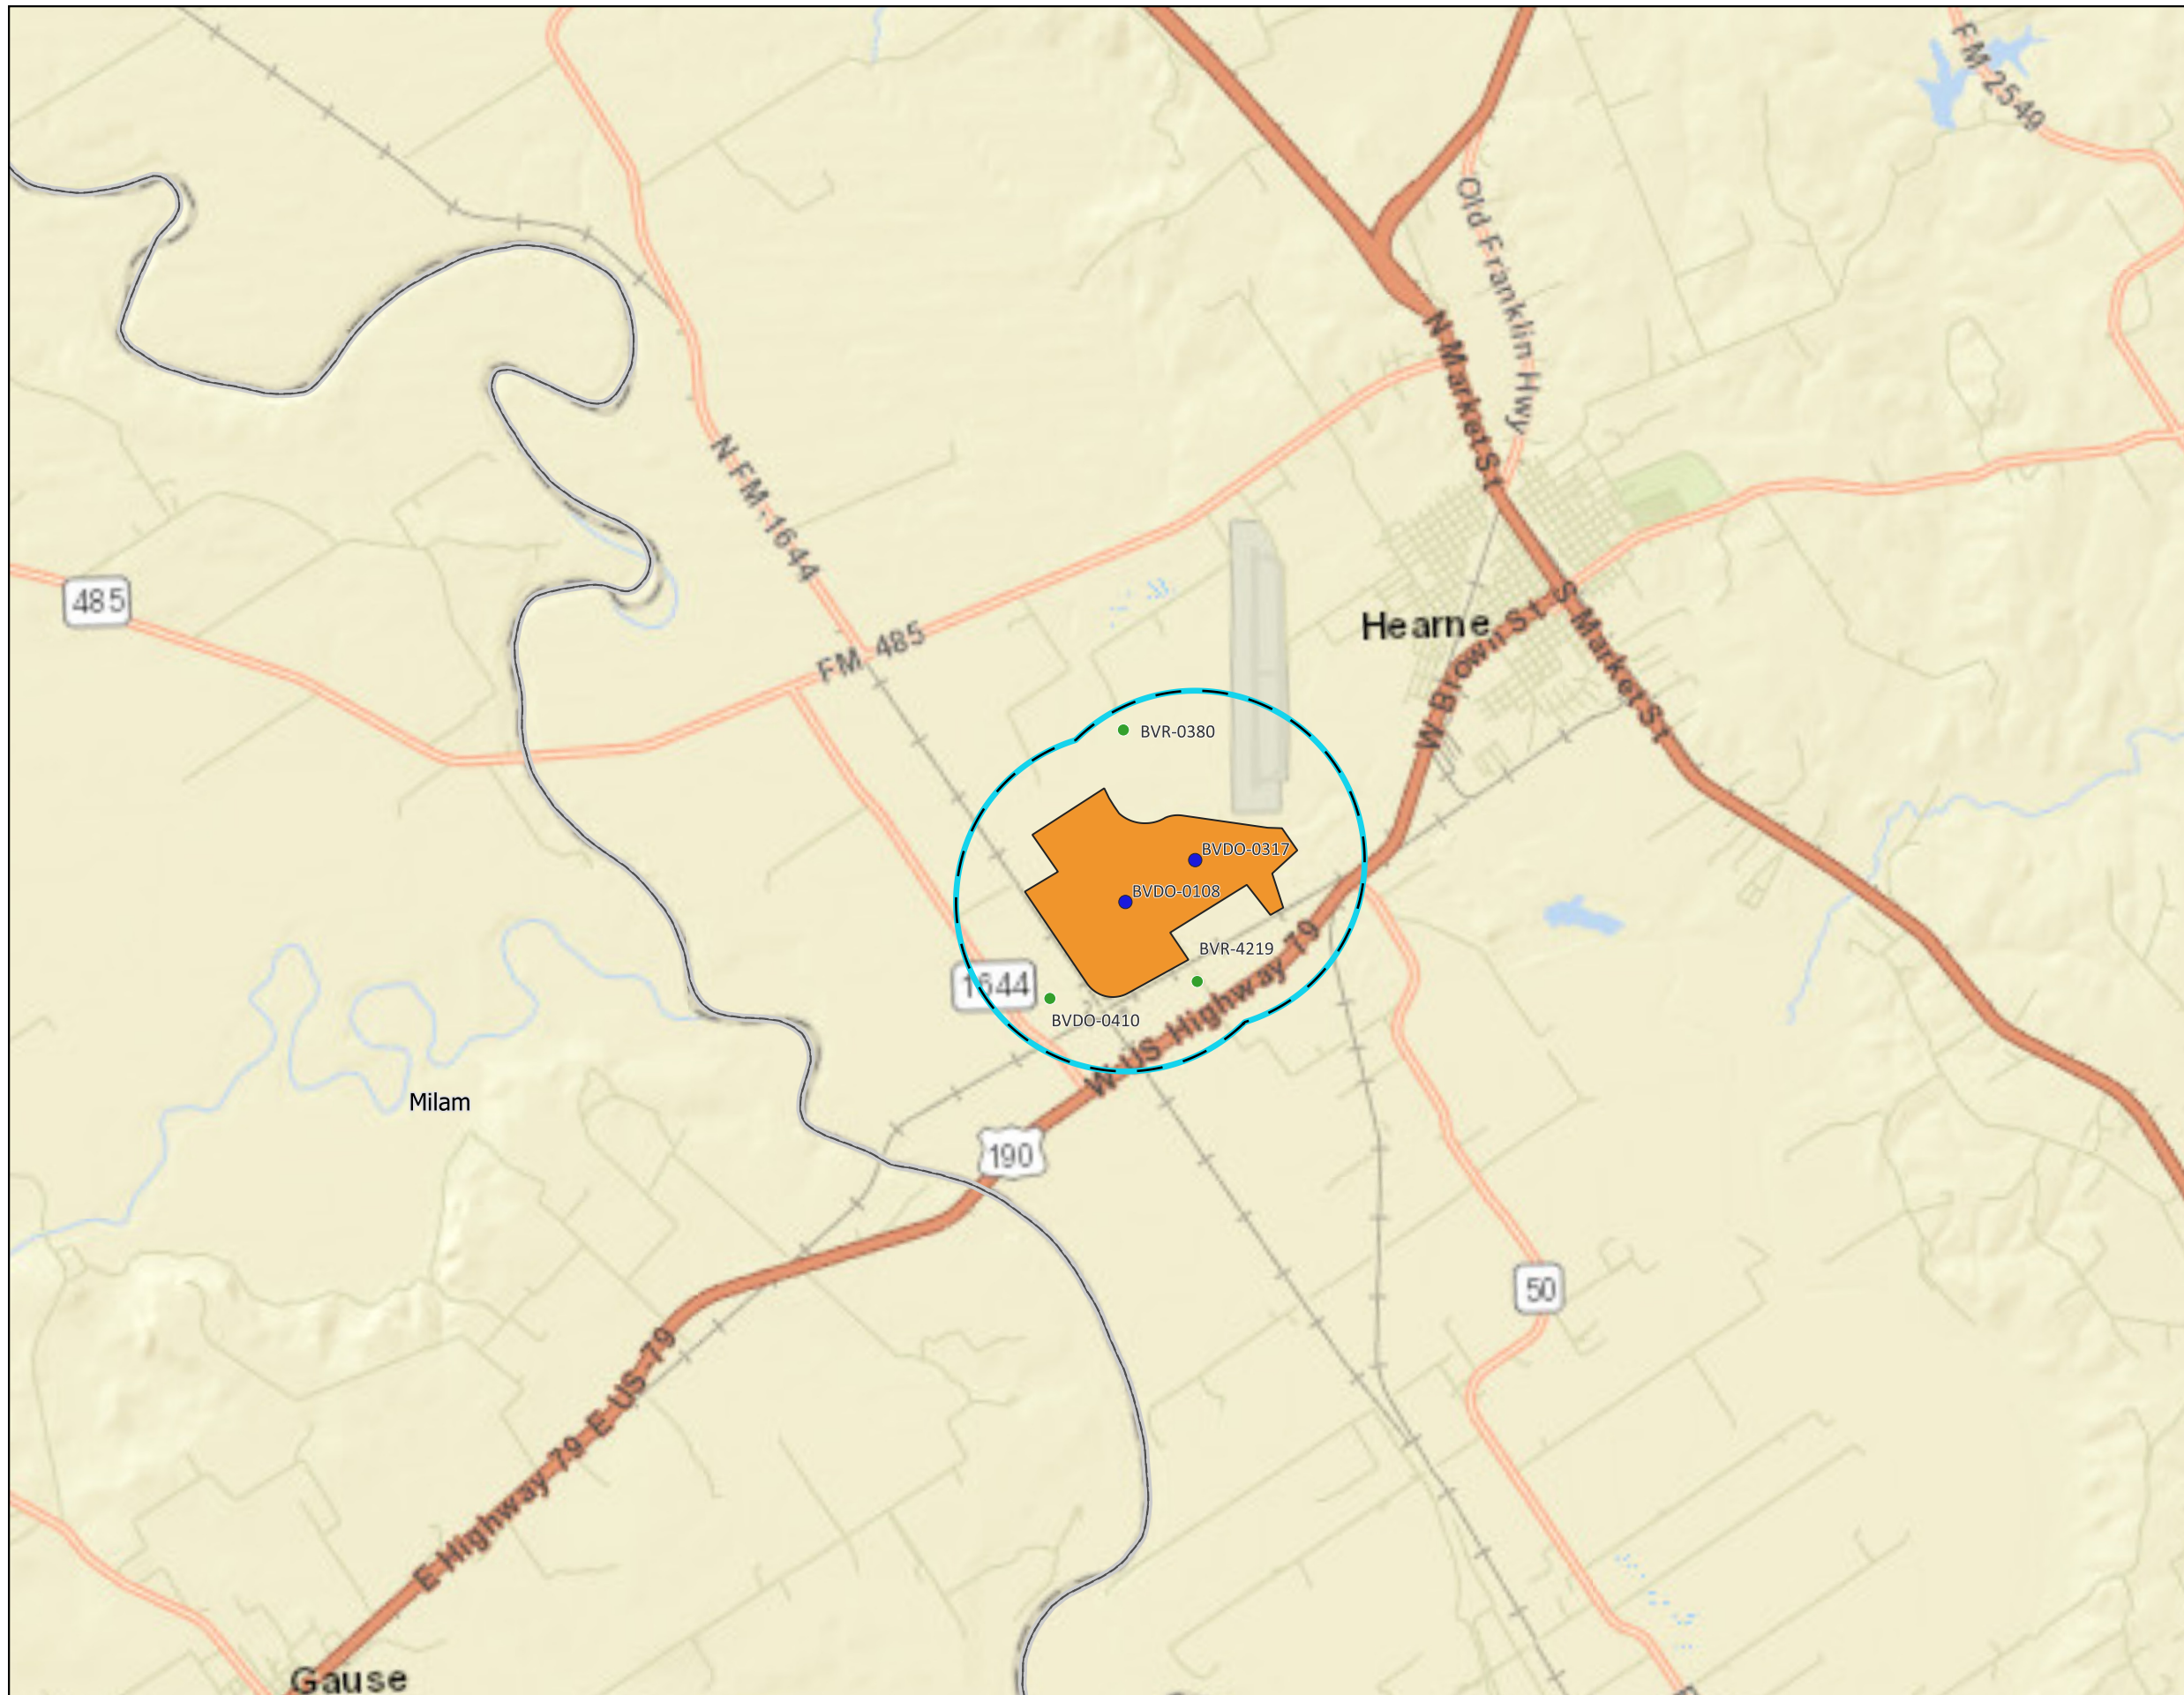 FM 2549
Old Franklin Hwy
N Market St
N FM-1644
485
FM 485
Hearne
W Brown St
S Market St
BVR-0380
BVDO-0317
BVDO-0108
BVR-4219
1644
BVDO-0410
W US Highway 79
Milam
190
50
E Highway 79 E US-79
Gause